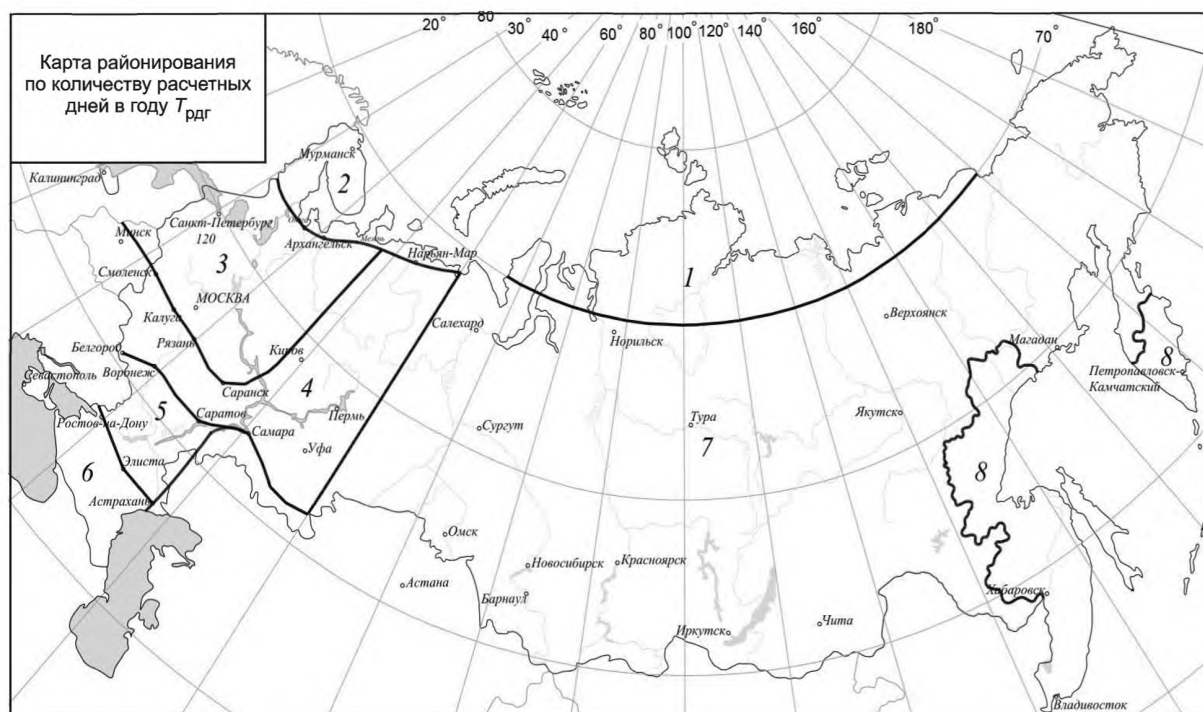 Карта районирования
по количеству расчетных
дней в году Tрдг
20°
80
30°
40°
60°
80°
100°
120°
140°
180°
70°
Мурманск
2
Калининград
Санкт-Петербург
120
Минск
3
Архангельск
Нарьян-Мар
1
Смоленск
МОСКВА
Салехард
Калуга
Норильск
Верхоянск
Рязань
Магадан
Белгород
Киров
8
Воронеж
Петропавловск-
Камчатский
Севастополь
Саранск
4
5
Саратов
Пермь
Якутск
Ростов-на-Дону
Тура
Самара
Сургут
7
Уфа
Элиста
6
8
Астрахань
Омск
Новосибирск
Красноярск
Астана
Барнаул
Хабаровск
Чита
Иркутск
Владивосток